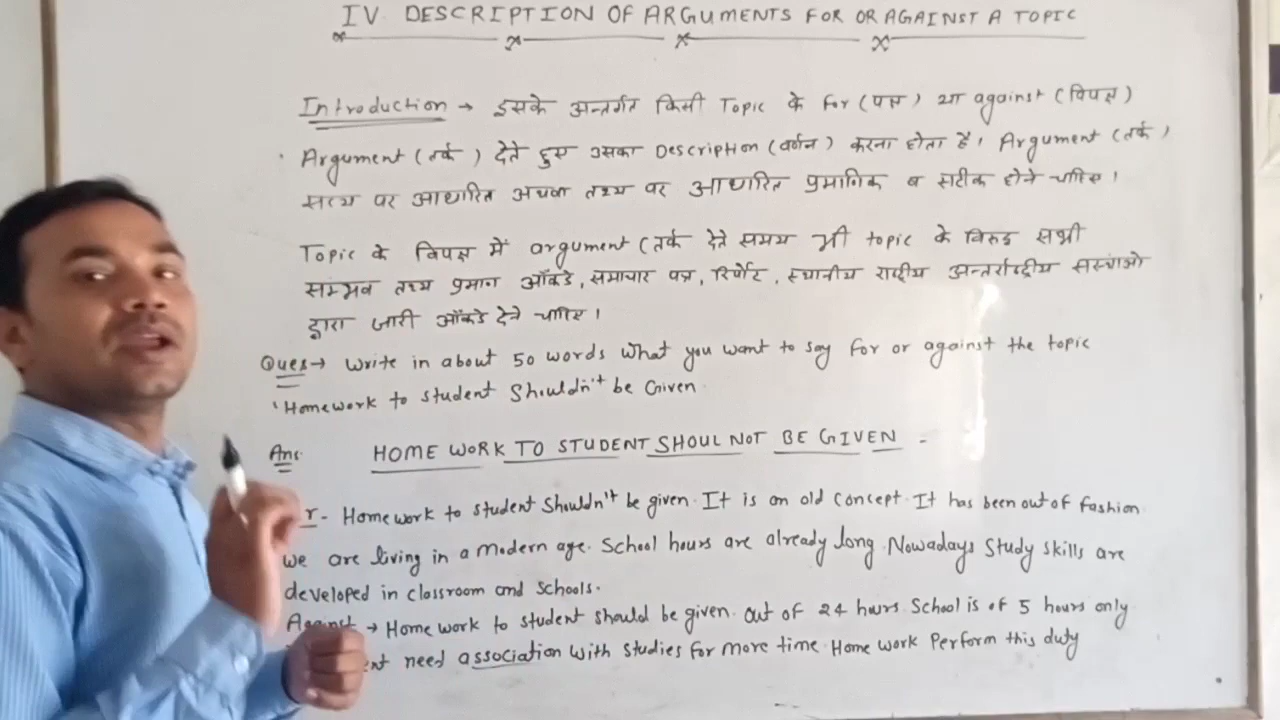 IV. DESCRIPTION OF ARGUMENTS FOR OR AGAINST A TOPIC
Introduction → इसके अन्तर्गत किसी Topic के For (पक्ष) या against (विपक्ष)
Argument (तर्क) देते हुए उसका Description (वर्णन) करना होता है। Argument (तर्क)
सत्य पर आधारित अथवा तथ्य पर आधारित प्रमाणिक व सटीक होने चाहिए।
Topic के विपक्ष में argument (तर्क देते समय भी topic के विरुद्ध सभी
सम्भव तथ्य प्रमाण आँकडे, समाचार पत्र, रिपोर्ट, स्थानीय राष्ट्रीय अन्तर्राष्ट्रीय संस्थाओ
द्वारा जारी आँकडे देने चाहिए।
Ques → Write in about 50 words what you want to say for or against the topic
'Homework to student Shouldn't be Given.
Ans. HOME WORK TO STUDENT SHOUL NOT BE GIVEN -
r - Home work to student Shouldn't be given. It is an old concept. It has been out of fashion.
We are living in a modern age. School hours are already long. Nowadays Study skills are
developed in classroom and schools.
Against → Home work to student should be given. Out of 24 hours School is of 5 hours only
nt need association with studies for more time. Home work Perform this duty